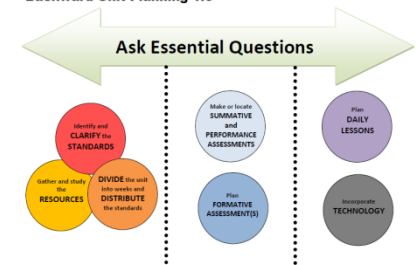 Ask Essential Questions
Identify and
CLARIFY the
STANDARDS
Gather and study
the
RESOURCES
DIVIDE the unit
into weeks and
DISTRIBUTE
the standards
Make or locate
SUMMATIVE
and
PERFORMANCE
ASSESSMENTS
Plan
FORMATIVE
ASSESSMENT(S)
Plan
DAILY
LESSONS
Incorporate
TECHNOLOGY